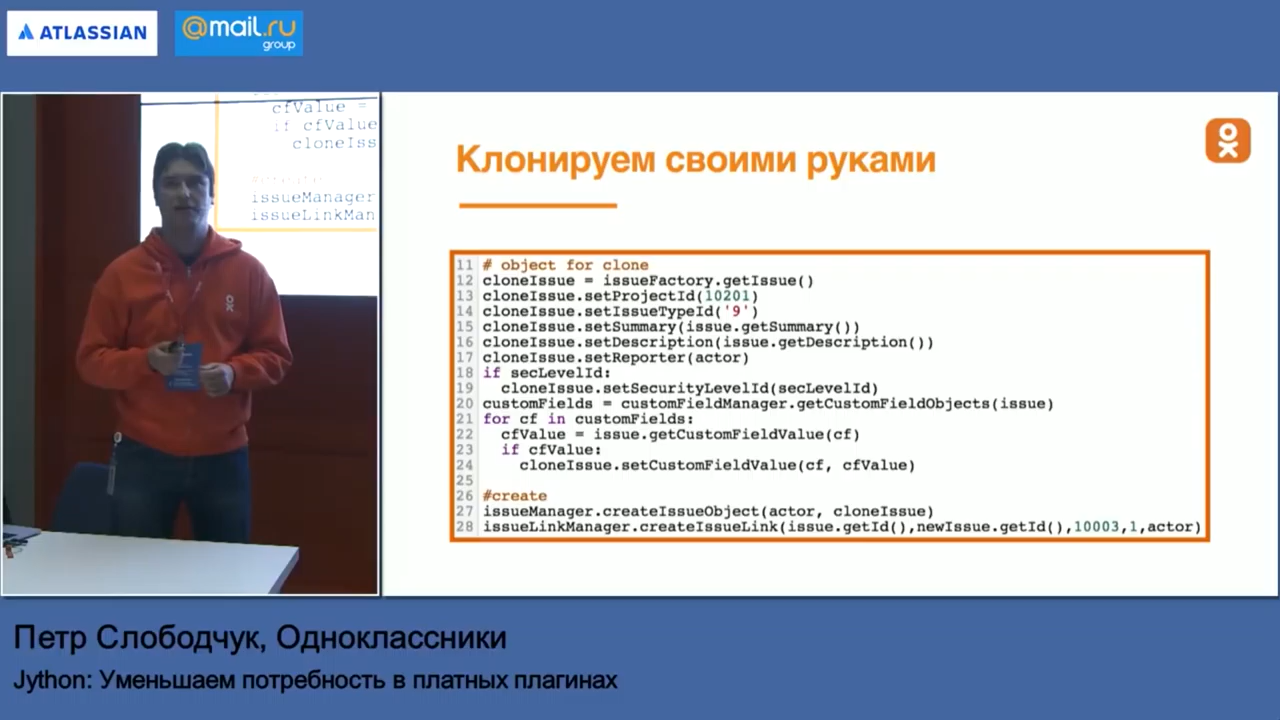 ATLASSIAN
@mail.ru
group
cfValue =
if cfValue
cloneIss
#create
issueManager
issueLinkMan
Клонируем своими руками
11 # object for clone
12 cloneIssue = issueFactory.getIssue()
13 cloneIssue.setProjectId(10201)
14 cloneIssue.setIssueTypeId('9')
15 cloneIssue.setSummary(issue.getSummary())
16 cloneIssue.setDescription(issue.getDescription())
17 cloneIssue.setReporter(actor)
18 if secLevelId:
19 cloneIssue.setSecurityLevelId(secLevelId)
20 customFields = customFieldManager.getCustomFieldObjects(issue)
21 for cf in customFields:
22 cfValue = issue.getCustomFieldValue(cf)
23 if cfValue:
24 cloneIssue.setCustomFieldValue(cf, cfValue)
25
26 #create
27 issueManager.createIssueObject(actor, cloneIssue)
28 issueLinkManager.createIssueLink(issue.getId(),newIssue.getId(),10003,1,actor)
Петр Слободчук, Одноклассники
Jython: Уменьшаем потребность в платных плагинах